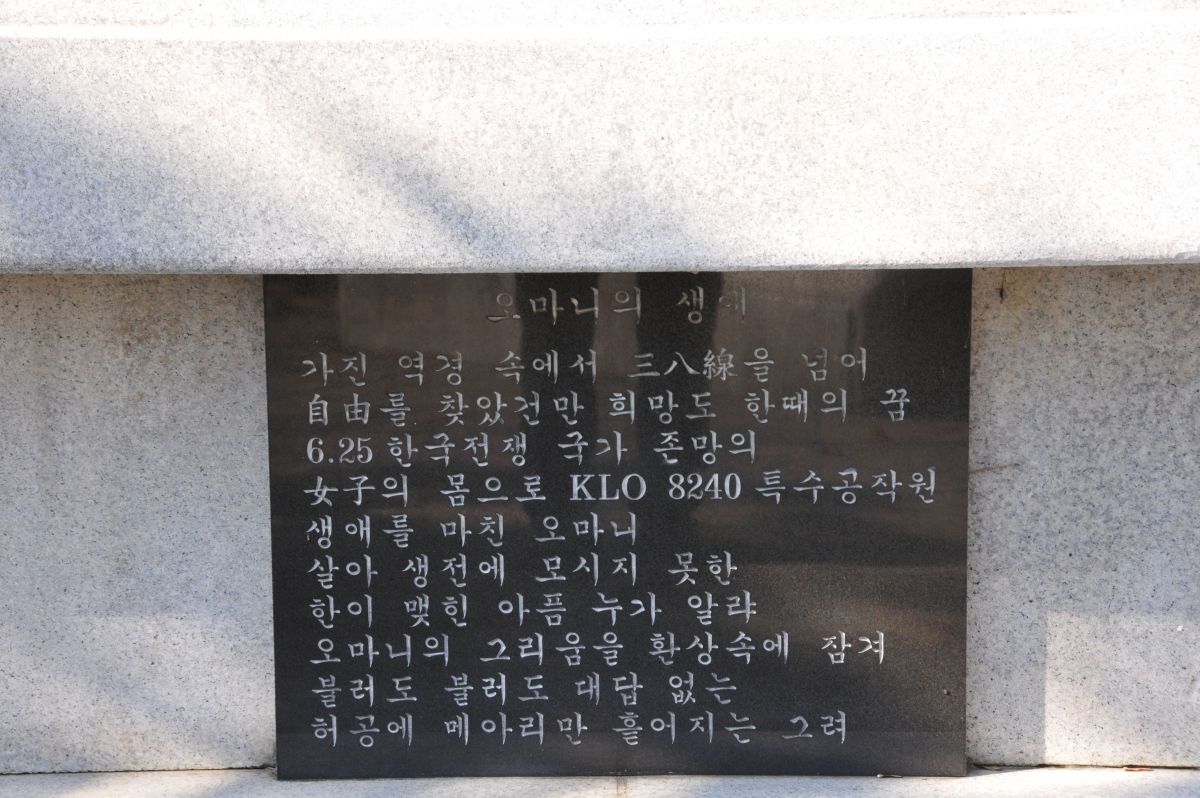 오마니의 생애
가진 역경 속에서 三八線을 넘어
自由를 찾았건만 희망도 한때의 꿈
6.25 한국전쟁 국가 존망의
女子의 몸으로 KLO 8240 특수공작원
생애를 마친 오마니
살아 생전에 모시지 못한
한이 맺힌 아픔 누가 알랴
오마니의 그리움을 환상속에 잠겨
불러도 불러도 대답 없는
허공에 메아리만 흩어지는 그려